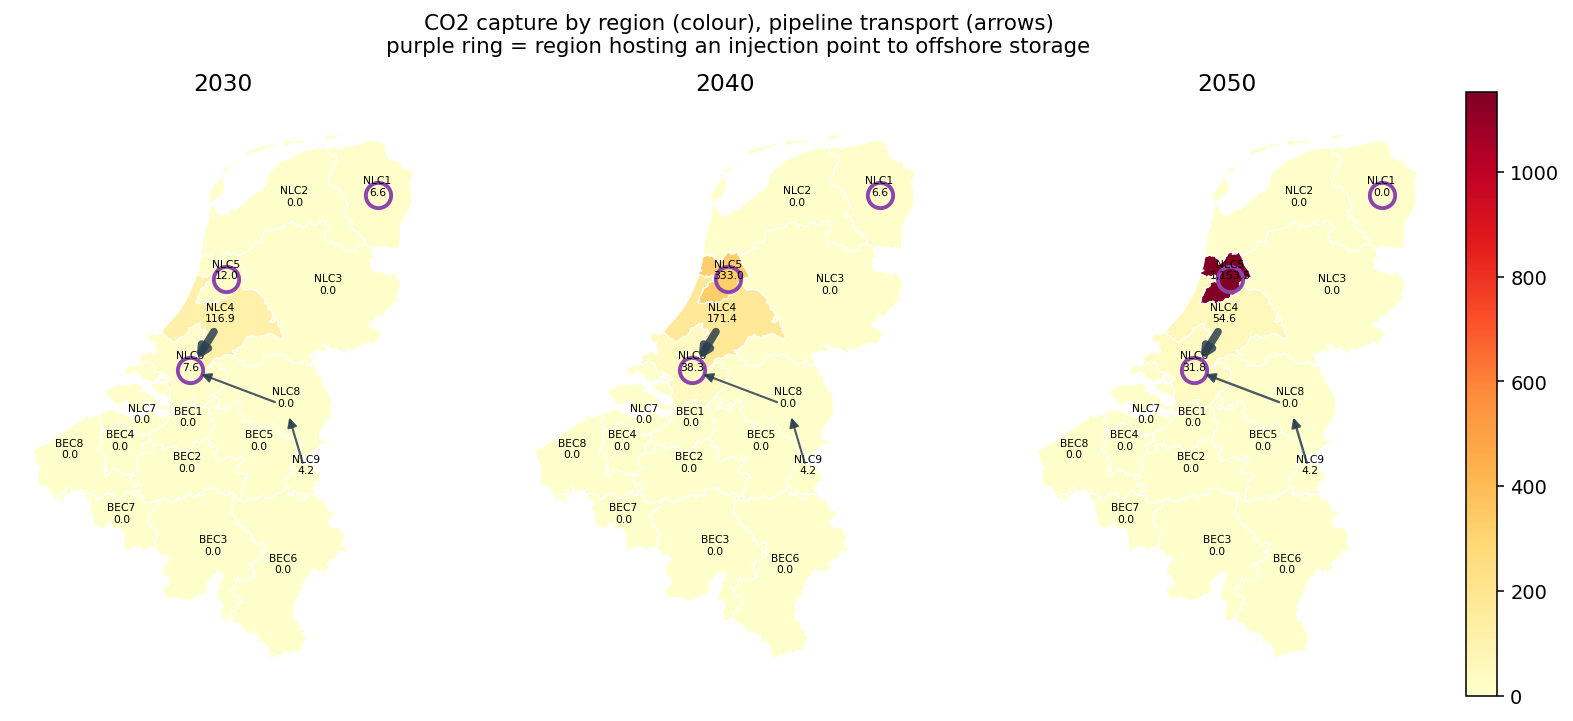 CO2 capture by region (colour), pipeline transport (arrows)
purple ring = region hosting an injection point to offshore storage
2030
NLC1
6.6
NLC2
0.0
NLC5
12.0
NLC3
0.0
NLC4
116.9
7.6
NLC8
0.0
NLC7
0.0
BEC1
0.0
BEC8
0.0
BEC4
0.0
BEC5
0.0
BEC2
0.0
NLC9
4.2
BEC7
0.0
BEC3
0.0
BEC6
0.0
2040
NLC1
6.6
NLC2
0.0
NLC5
333.0
NLC3
0.0
NLC4
171.4
38.3
NLC8
0.0
NLC7
0.0
BEC1
0.0
BEC8
0.0
BEC4
0.0
BEC5
0.0
BEC2
0.0
NLC9
4.2
BEC7
0.0
BEC3
0.0
BEC6
0.0
2050
NLC1
0.0
NLC2
0.0
NLC5
NLC3
0.0
NLC4
54.6
31.8
NLC8
0.0
NLC7
0.0
BEC1
0.0
BEC8
0.0
BEC4
0.0
BEC5
0.0
BEC2
0.0
NLC9
4.2
BEC7
0.0
BEC3
0.0
BEC6
0.0
1000
800
600
400
200
0